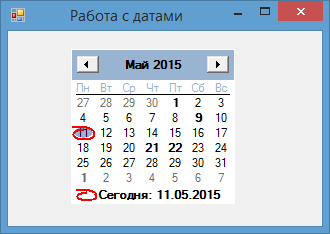 Работа с датами
Май 2015
Пн Вт Ср Чт Пт Сб Вс
27 28 29 30 1 2 3
4 5 6 7 8 9 10
11 12 13 14 15 16 17
18 19 20 21 22 23 24
25 26 27 28 29 30 31
1 2 3 4 5 6 7
Сегодня: 11.05.2015